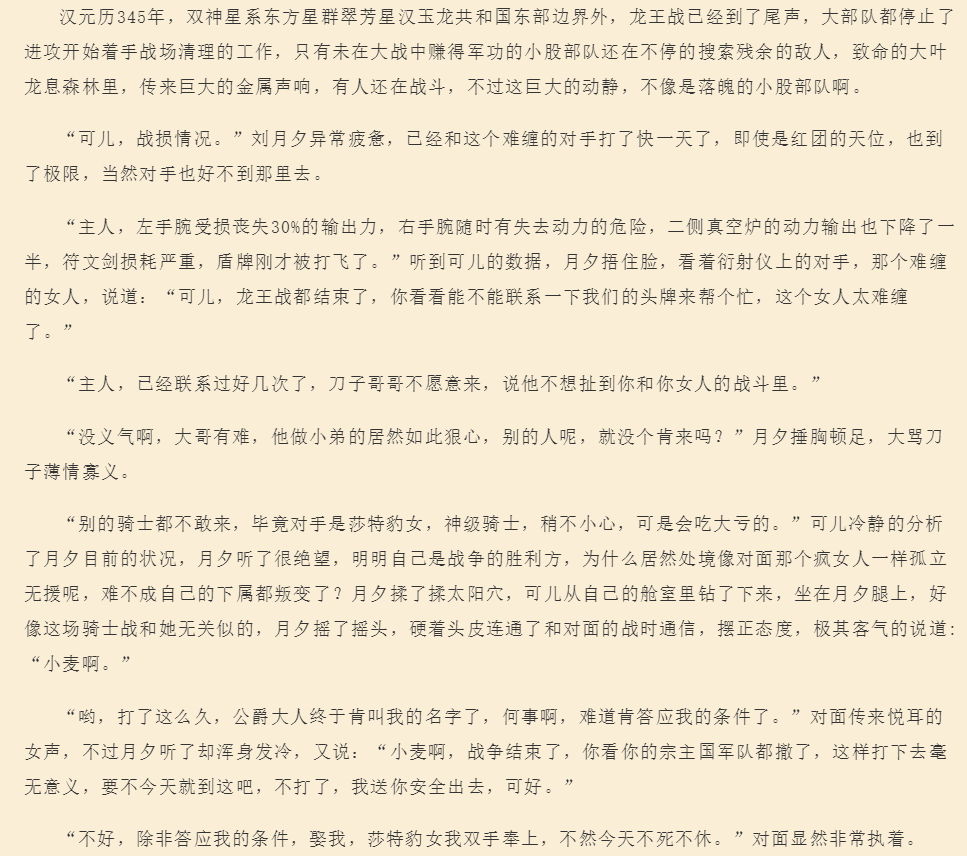 汉元历345年，双神星系东方星群翠芳星汉玉龙共和国东部边界外，龙王战已经到了尾声，大部队都停止了
进攻开始着手战场清理的工作，只有未在大战中赚得军功的小股部队还在不停的搜索残余的敌人，致命的大叶
龙息森林里，传来巨大的金属声响，有人还在战斗，不过这巨大的动静，不像是落魄的小股部队啊。
“可儿，战损情况。”刘月夕异常疲惫，已经和这个难缠的对手打了快一天了，即使是红团的天位，也到
了极限，当然对手也好不到那里去。
“主人，左手腕受损丧失30%的输出力，右手腕随时有失去动力的危险，二侧真空炉的动力输出也下降了一
半，符文剑损耗严重，盾牌刚才被打飞了。”听到可儿的数据，月夕捂住脸，看着衍射仪上的对手，那个难缠
的女人，说道：“可儿，龙王战都结束了，你看看能不能联系一下我们的头牌来帮个忙，这个女人太难缠
了。”
“主人，已经联系过好几次了，刀子哥哥不愿意来，说他不想扯到你和你女人的战斗里。”
“没义气啊，大哥有难，他做小弟的居然如此狠心，别的人呢，就没个肯来吗？”月夕捶胸顿足，大骂刀
子薄情寡义。
“别的骑士都不敢来，毕竟对手是莎特豹女，神级骑士，稍不小心，可是会吃大亏的。”可儿冷静的分析
了月夕目前的状况，月夕听了很绝望，明明自己是战争的胜利方，为什么居然处境像对面那个疯女人一样孤立
无援呢，难不成自己的下属都叛变了？月夕揉了揉太阳穴，可儿从自己的舱室里钻了下来，坐在月夕腿上，好
像这场骑士战和她无关似的，月夕摇了摇头，硬着头皮连通了和对面的战时通信，摆正态度，极其客气的说道：
“小麦啊。”
“哟，打了这么久，公爵大人终于肯叫我的名字了，何事啊，难道肯答应我的条件了。”对面传来悦耳的
女声，不过月夕听了却浑身发冷，又说：“小麦啊，战争结束了，你看你的宗主国军队都撤了，这样打下去毫
无意义，要不今天就到这吧，不打了，我送你安全出去，可好。”
“不好，除非答应我的条件，娶我，莎特豹女我双手奉上，不然今天不死不休。”对面显然非常执着。